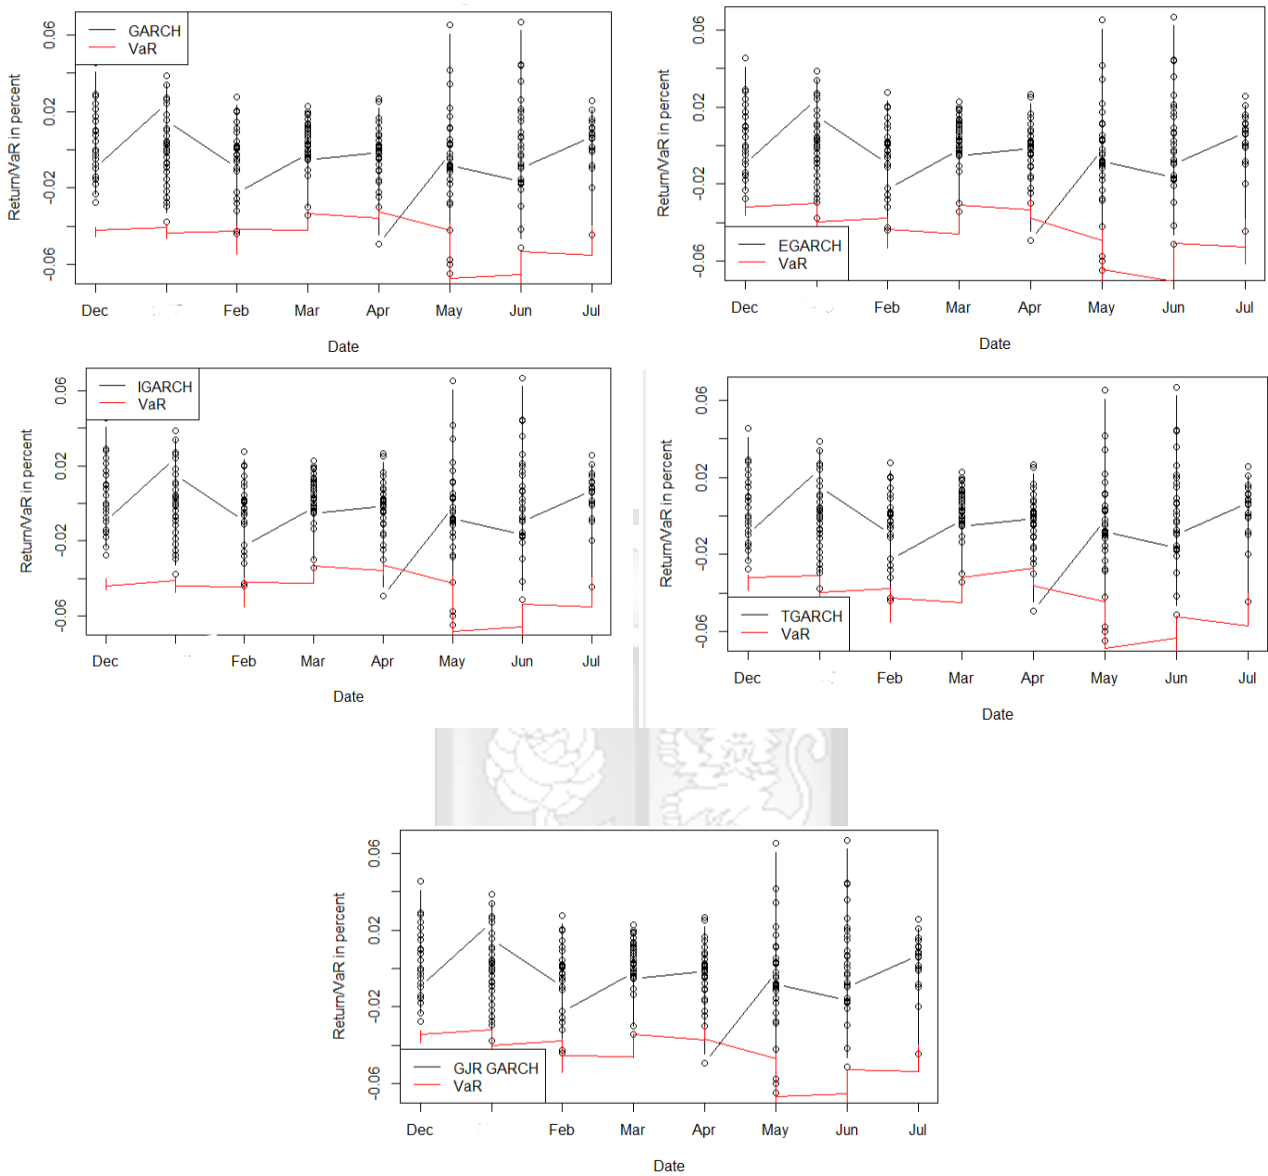 GARCH
VaR
Return/VaR in percent
0.06
0.02
-0.02
-0.06
Dec Feb Mar Apr May Jun Jul
Date
EGARCH
VaR
Return/VaR in percent
0.06
0.02
-0.02
-0.06
Dec Feb Mar Apr May Jun Jul
Date
IGARCH
VaR
Return/VaR in percent
0.06
0.02
-0.02
-0.06
Dec Feb Mar Apr May Jun Jul
Date
TGARCH
VaR
Return/VaR in percent
0.06
0.02
-0.02
-0.06
Dec Feb Mar Apr May Jun Jul
Date
GJR GARCH
VaR
Return/VaR in percent
0.06
0.02
-0.02
-0.06
Dec Feb Mar Apr May Jun Jul
Date